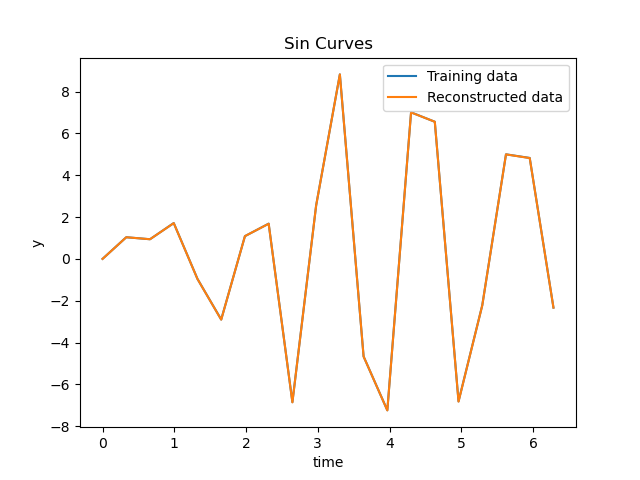 Sin Curves
Training data
Reconstructed data
8
6
4
2
0
−2
−4
−6
−8
y
0 1 2 3 4 5 6
time